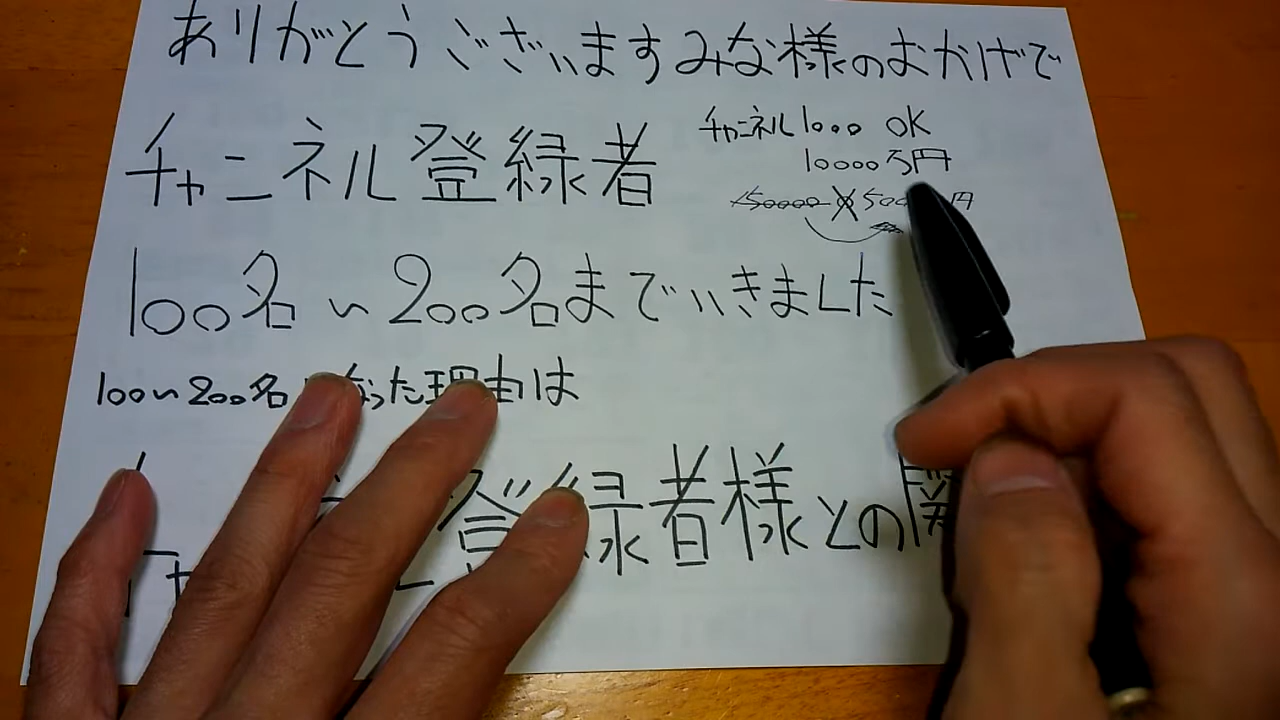 ありがとうございますみな様のおかげで
チャンネル登録者
チャンネル1000 OK
10000万円
100名〜200名までいきました
100〜200名なった理由は
登録者様との関